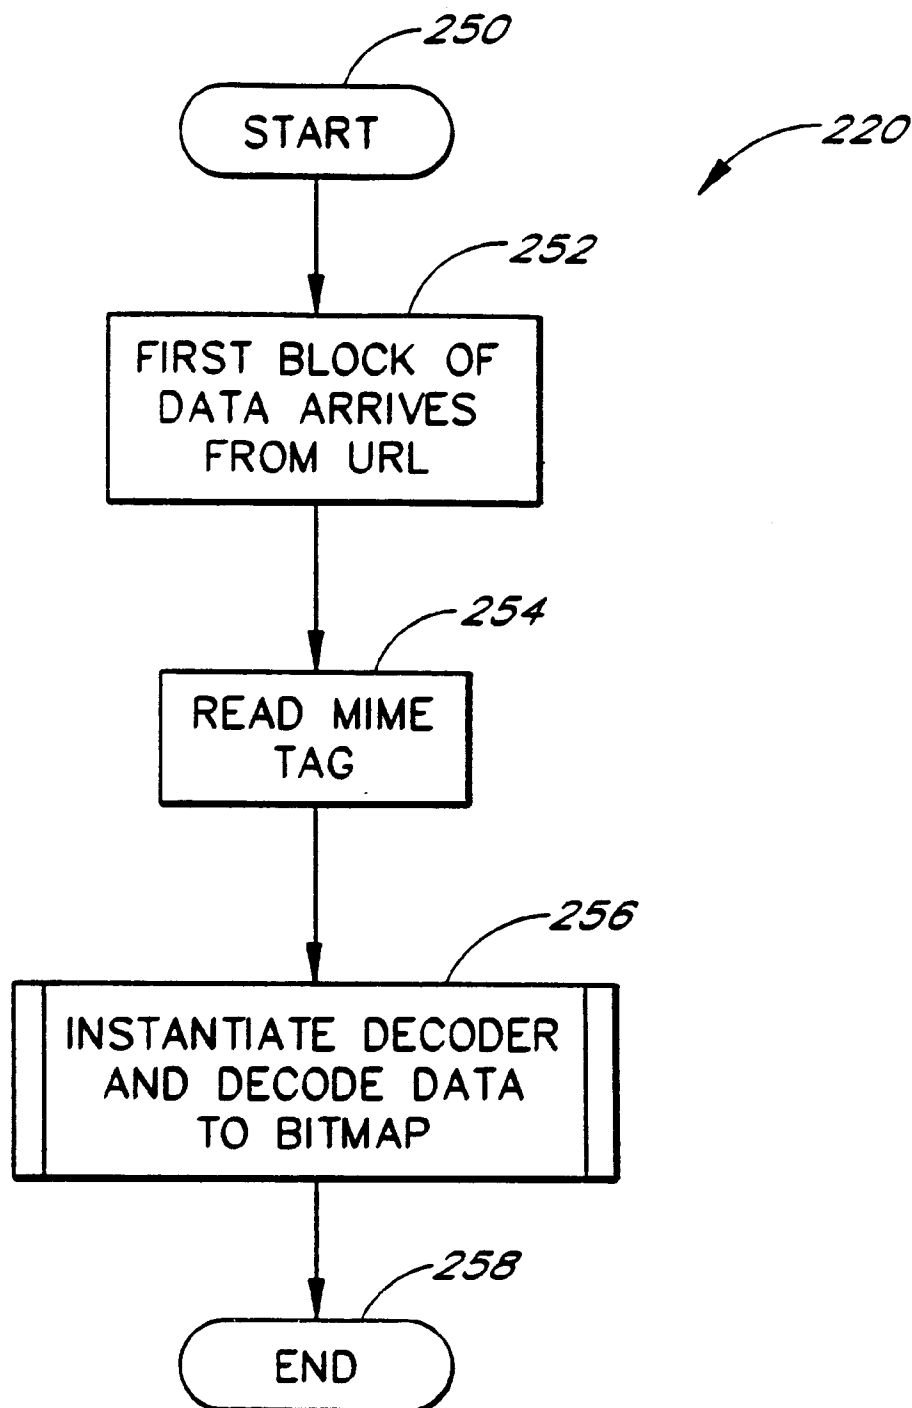 250
START
220
252
FIRST BLOCK OF
DATA ARRIVES
FROM URL
254
READ MIME
TAG
256
INSTANTIATE DECODER
AND DECODE DATA
TO BITMAP
258
END